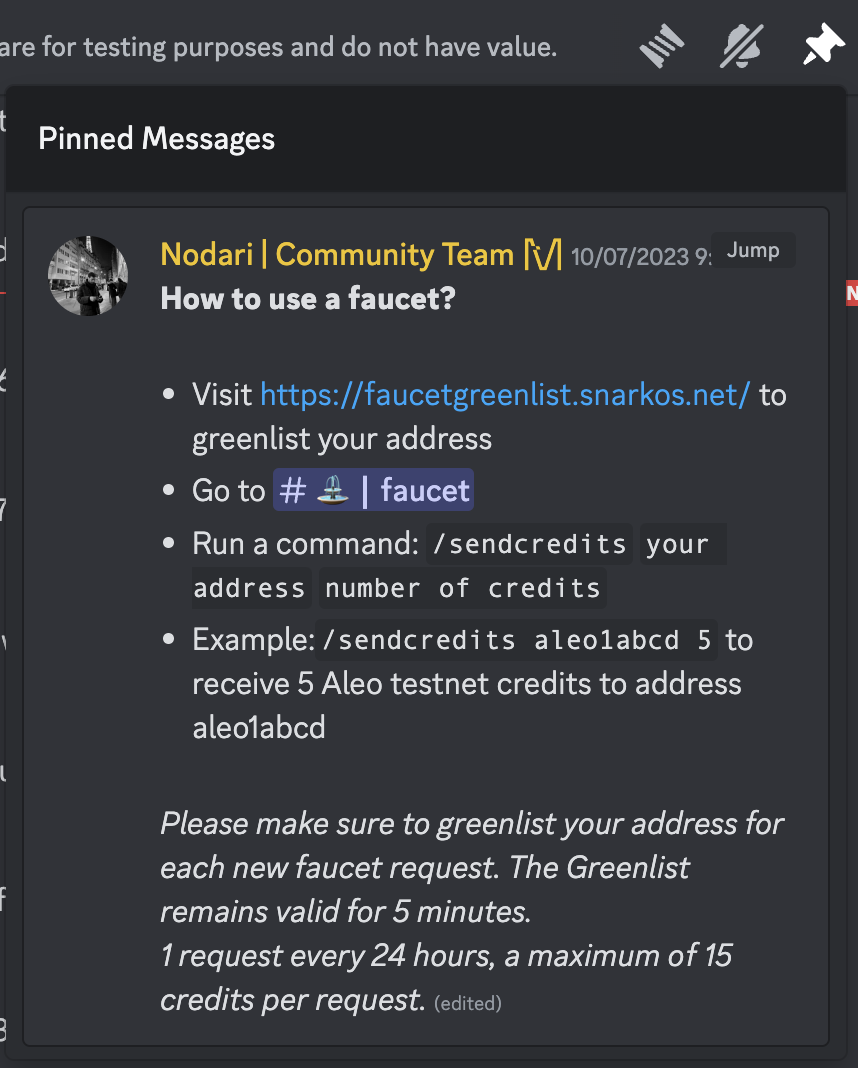 are for testing purposes and do not have value.
Pinned Messages
Nodari | Community Team 10/07/2023 9: Jump
How to use a faucet?
• Visit https://faucetgreenlist.snarkos.net/ to
greenlist your address
• Go to # ⛲ | faucet
• Run a command: /sendcredits your
address number of credits
• Example: /sendcredits aleo1abcd 5 to
receive 5 Aleo testnet credits to address
aleo1abcd
Please make sure to greenlist your address for
each new faucet request. The Greenlist
remains valid for 5 minutes.
1 request every 24 hours, a maximum of 15
credits per request. (edited)